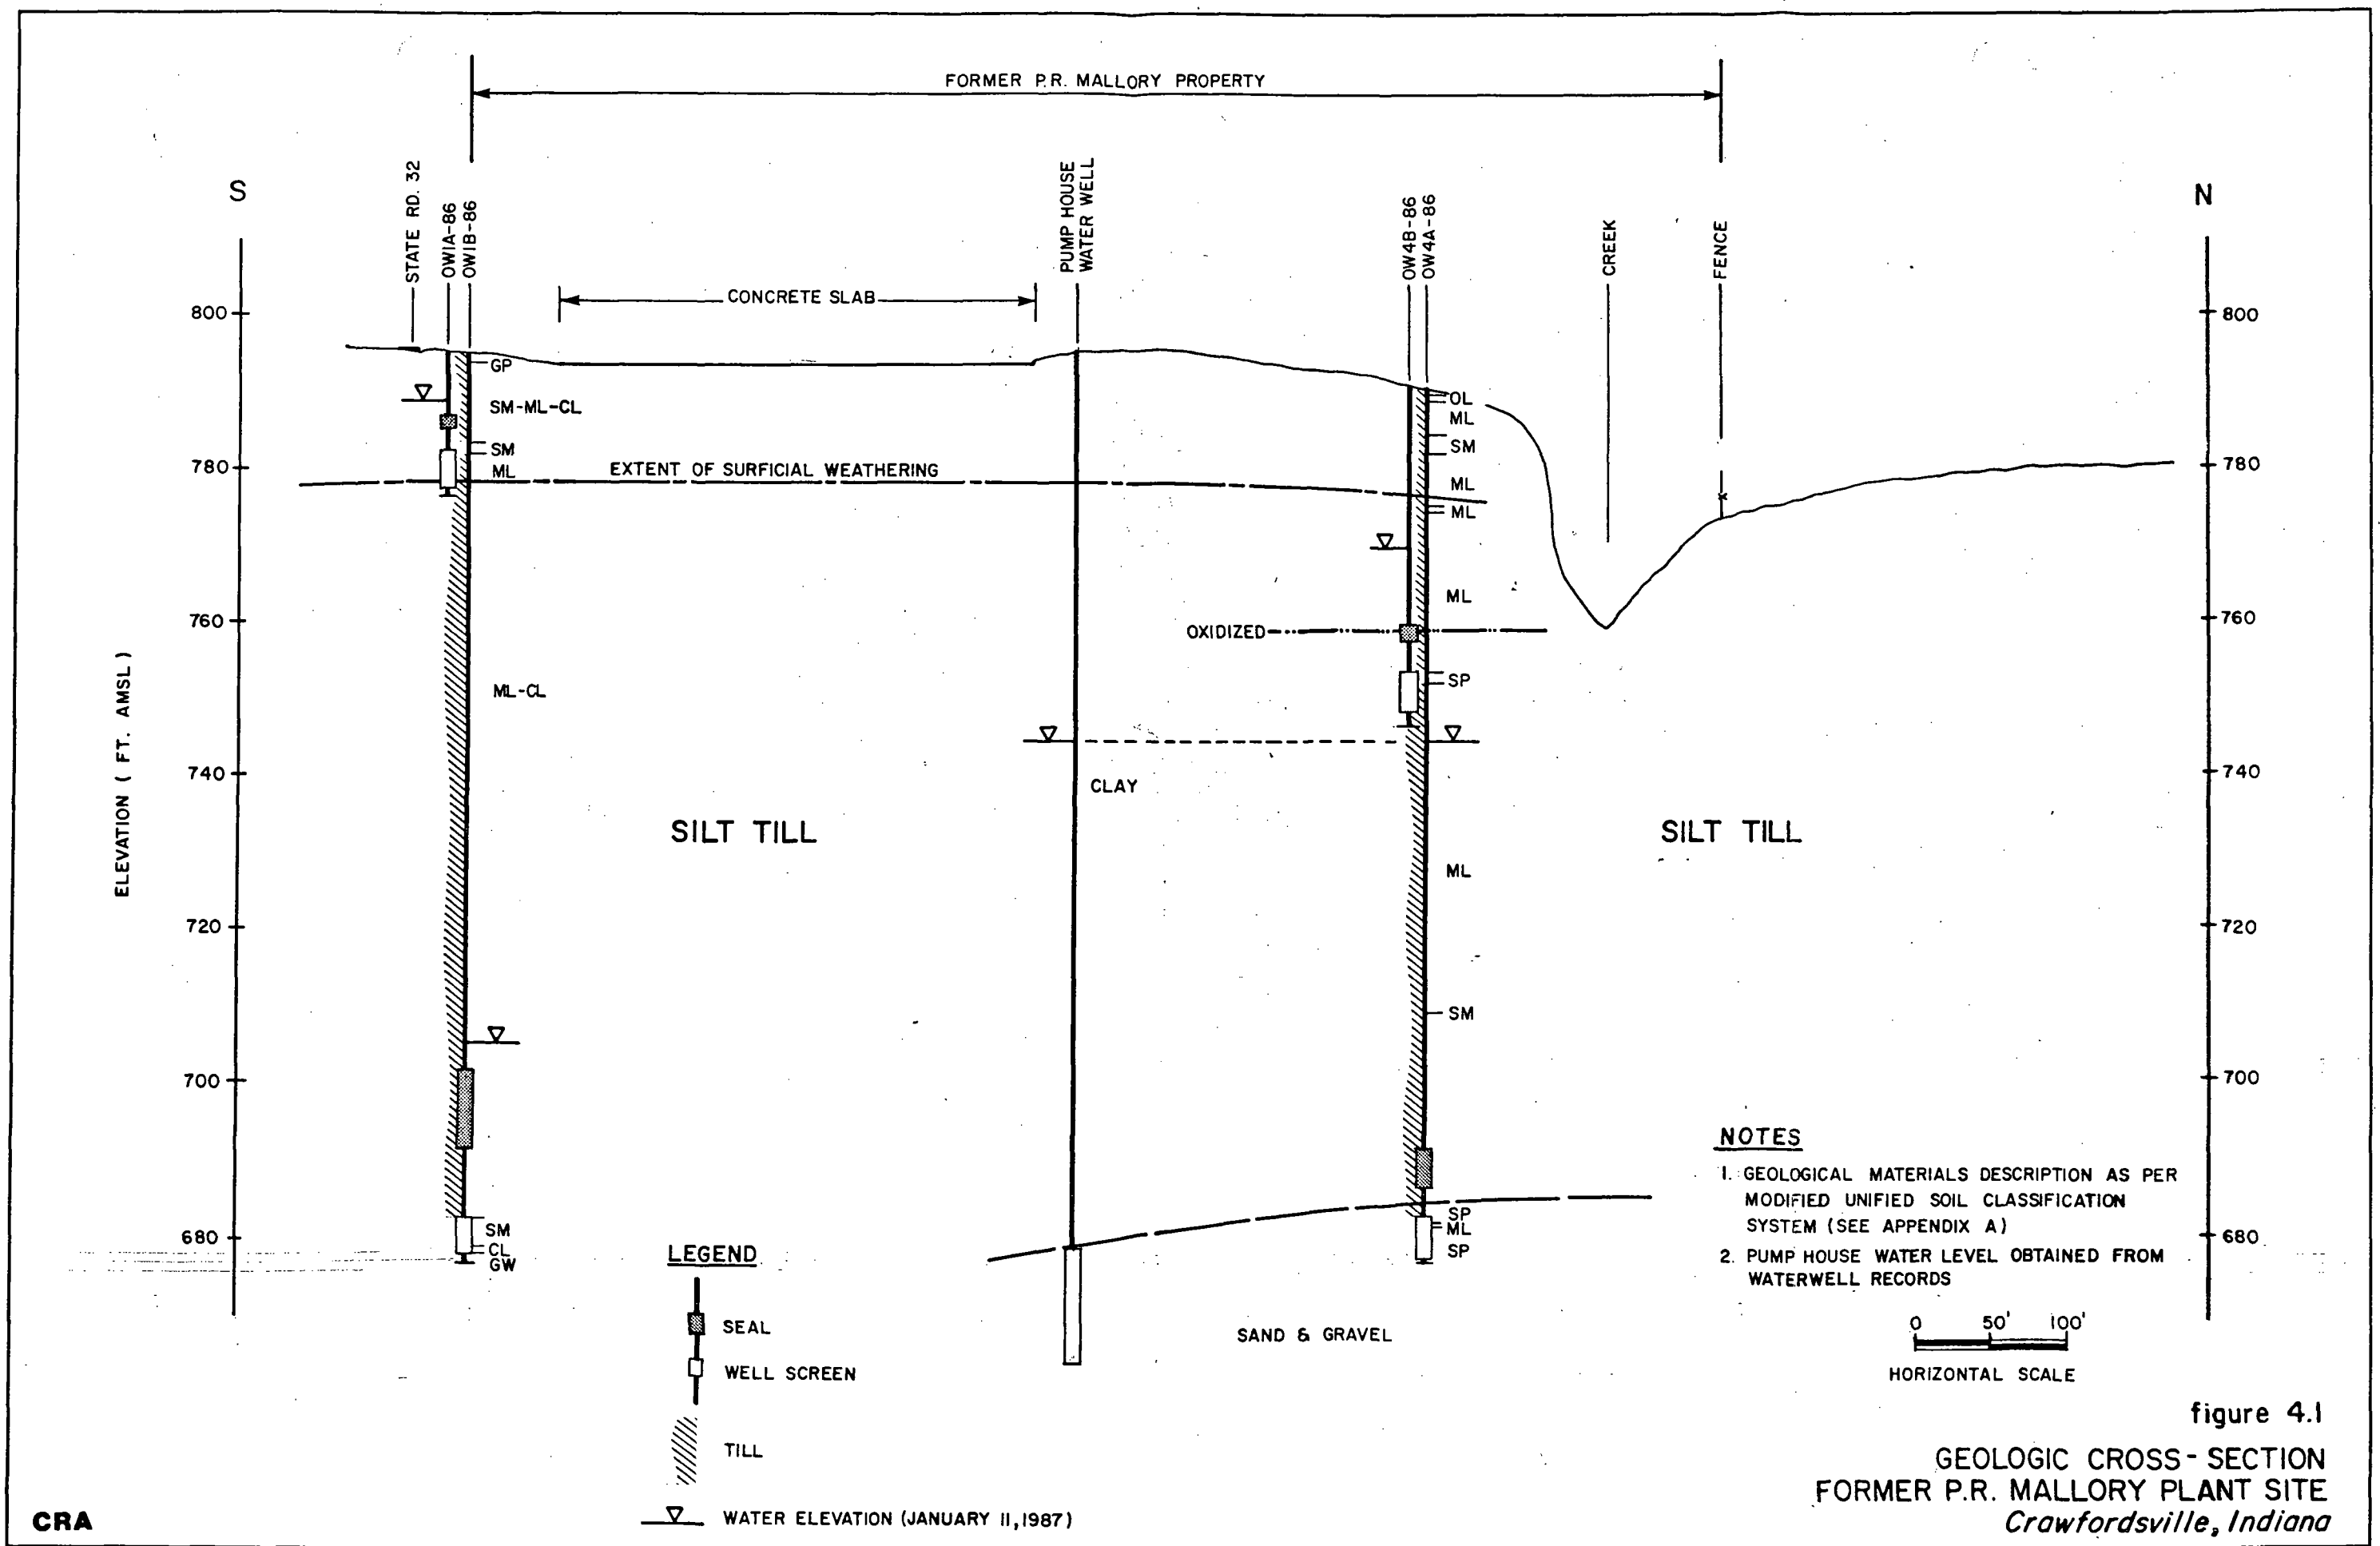 FORMER P.R. MALLORY PROPERTY
S
STATE RD. 32
OW1A-86
OW1B-86
PUMP HOUSE
WATER WELL
OW4B-86
OW4A-86
CREEK
FENCE
N
CONCRETE SLAB
800
800
GP
SM-ML-CL
SM
ML
OL
ML
SM
ML
ML
780
780
EXTENT OF SURFICIAL WEATHERING
ML
760
760
OXIDIZED
SP
ELEVATION ( FT. AMSL )
ML-CL
740
740
CLAY
SILT TILL
SILT TILL
ML
720
720
SM
700
700
SM
CL
GW
SP
ML
SP
680
680
SAND & GRAVEL
NOTES
1. GEOLOGICAL MATERIALS DESCRIPTION AS PER
MODIFIED UNIFIED SOIL CLASSIFICATION
SYSTEM (SEE APPENDIX A)
2. PUMP HOUSE WATER LEVEL OBTAINED FROM
WATERWELL RECORDS
LEGEND
SEAL
WELL SCREEN
TILL
WATER ELEVATION (JANUARY 11, 1987)
0 50' 100'
HORIZONTAL SCALE
figure 4.1
GEOLOGIC CROSS-SECTION
FORMER P.R. MALLORY PLANT SITE
Crawfordsville, Indiana
CRA